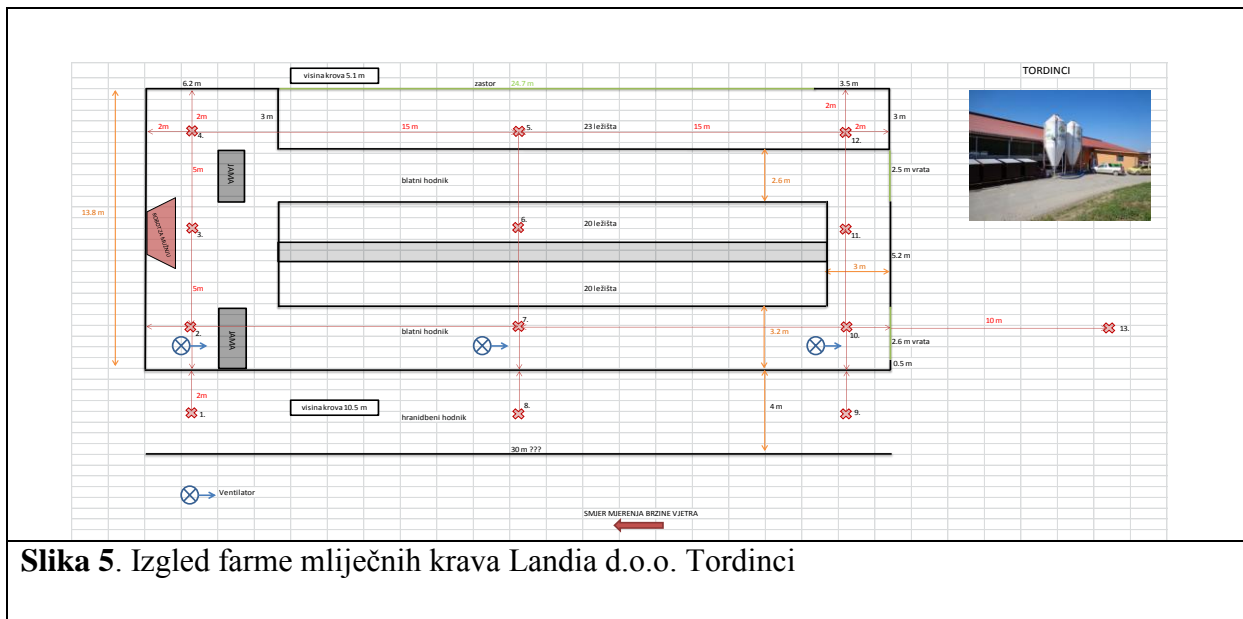 visina krova 5.1 m
TORDINCI
6.2 m
zastor 24.7 m
3.5 m
2m
2m
3 m
3 m
2m
4.
15 m
5.
23 ležišta
15 m
2m
12.
5m
JAMA
blatni hodnik
2.6 m
2.5 m vrata
13.8 m
ROBOT ZA MUŽNJU
3.
6.
20 ležišta
11.
5.2 m
3 m
5m
20 ležišta
2.
JAMA
blatni hodnik
7.
3.2 m
10.
10 m
13.
2.6 m vrata
0.5 m
2m
1.
visina krova 10.5 m
hranidbeni hodnik
8.
4 m
9.
30 m ???
Ventilator
SMJER MJERENJA BRZINE VJETRA
Slika 5. Izgled farme mliječnih krava Landia d.o.o. Tordinci